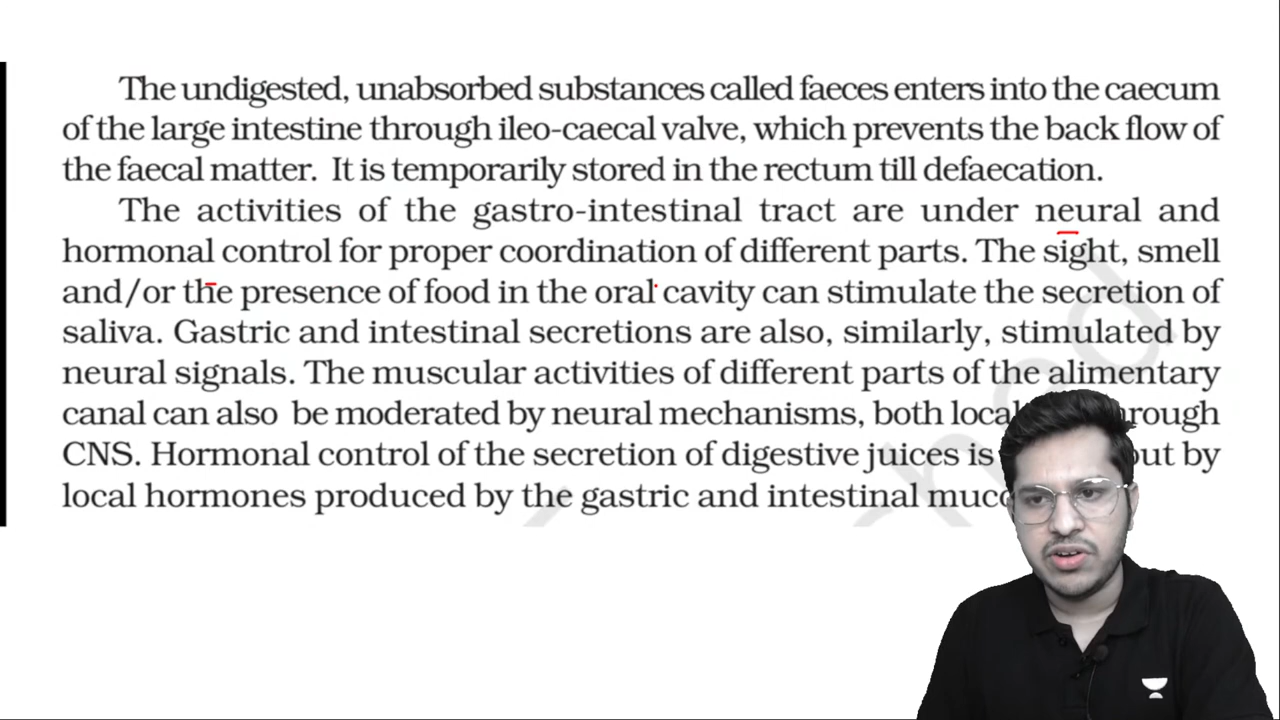 The undigested, unabsorbed substances called faeces enters into the caecum
of the large intestine through ileo-caecal valve, which prevents the back flow of
the faecal matter. It is temporarily stored in the rectum till defaecation.
The activities of the gastro-intestinal tract are under neural and
hormonal control for proper coordination of different parts. The sight, smell
and/or the presence of food in the oral cavity can stimulate the secretion of
saliva. Gastric and intestinal secretions are also, similarly, stimulated by
neural signals. The muscular activities of different parts of the alimentary
canal can also be moderated by neural mechanisms, both local
CNS. Hormonal control of the secretion of digestive juices is by
local hormones produced by the gastric and intestinal